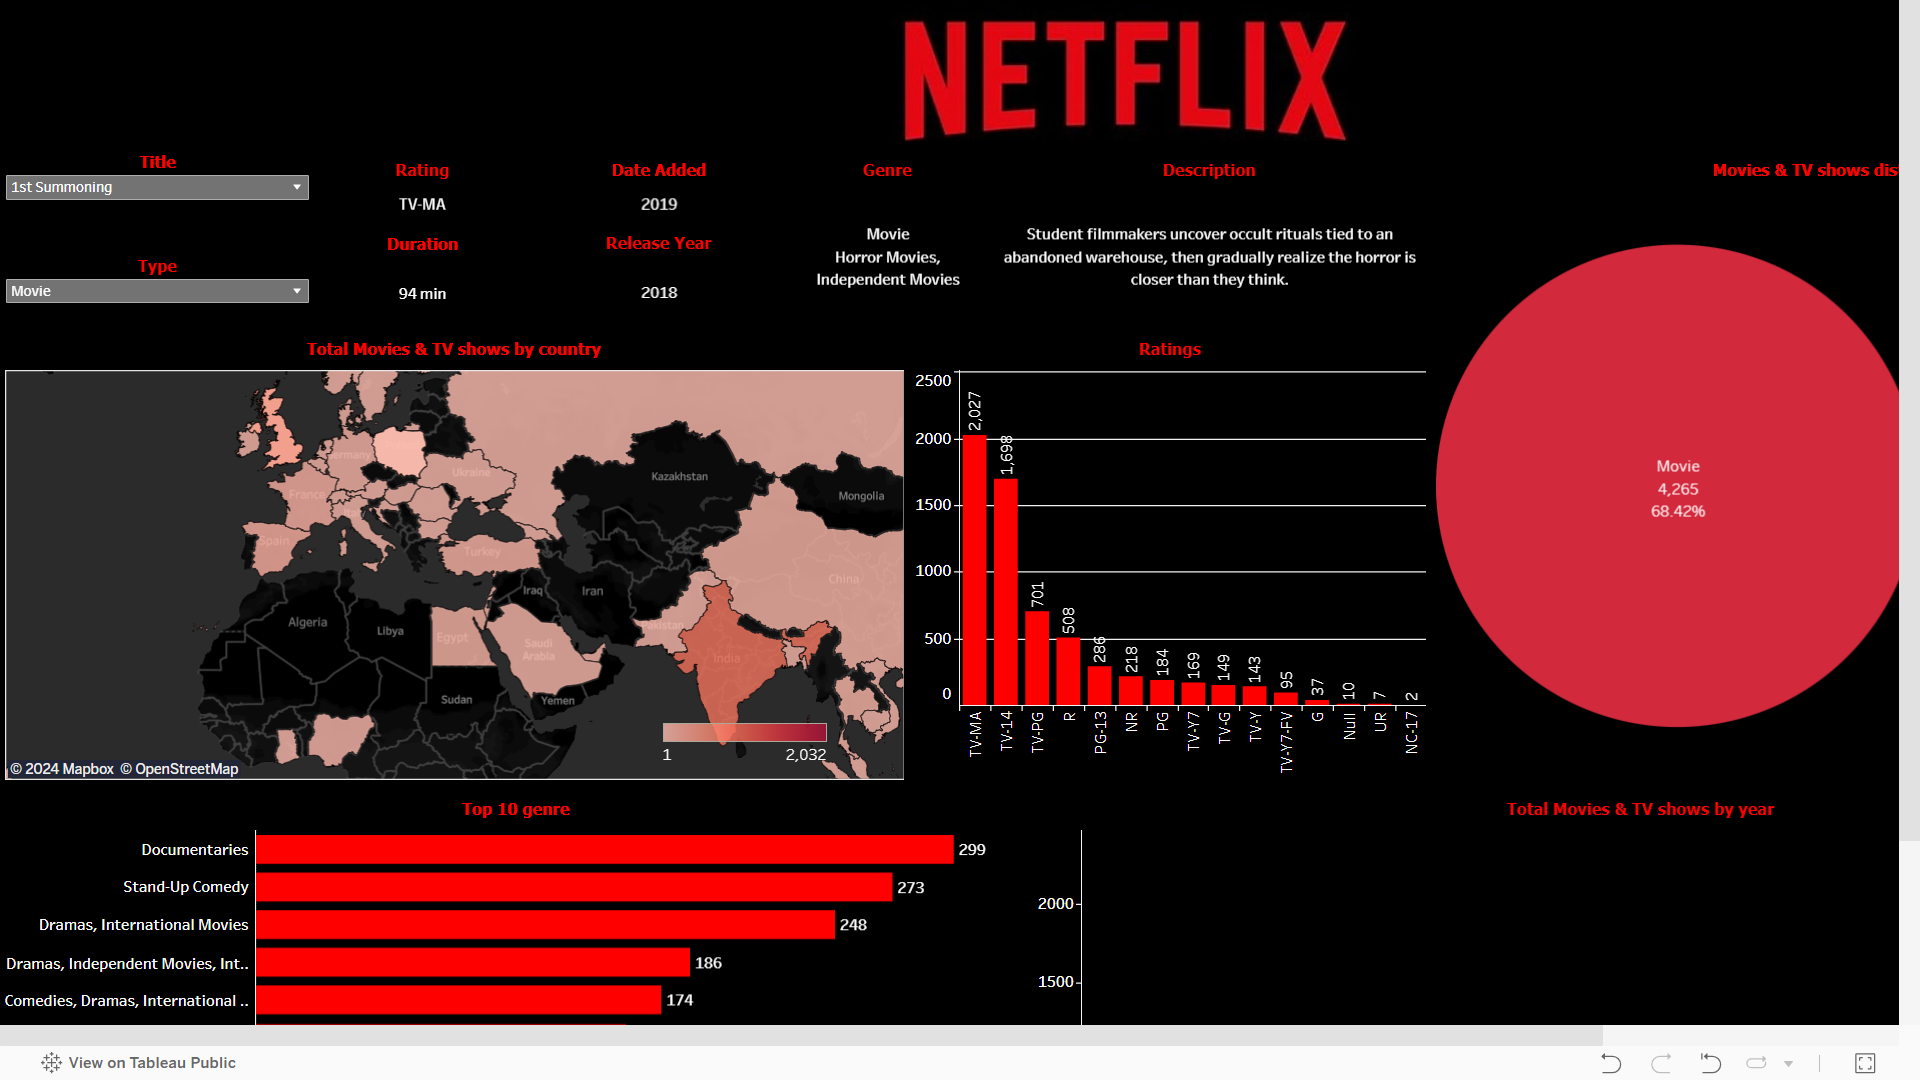 NETFLIX
Title
1st Summoning
Rating
TV-MA
Date Added
2019
Genre
Description
Movies & TV shows dis
Duration
94 min
Release Year
2018
Movie
Horror Movies,
Independent Movies
Student filmmakers uncover occult rituals tied to an
abandoned warehouse, then gradually realize the horror is
closer than they think.
Type
Movie
Movie
4,265
68.42%
Total Movies & TV shows by country
Kazakhstan
Mongolia
Germany
Ukraine
France
Spain
Turkey
China
Iraq
Iran
Algeria
Libya
Egypt
Pakistan
Saudi
Arabia
India
Sudan
Yemen
1
2,032
© 2024 Mapbox © OpenStreetMap
Ratings
2500
2000
1500
1000
500
0
2,027
1,698
701
508
286
218
184
169
149
143
95
37
10
7
2
TV-MA
TV-14
TV-PG
R
PG-13
NR
PG
TV-Y7
TV-G
TV-Y
TV-Y7-FV
G
Null
UR
NC-17
Top 10 genre
Documentaries
299
Stand-Up Comedy
273
Dramas, International Movies
248
Dramas, Independent Movies, Int..
186
Comedies, Dramas, International ..
174
Total Movies & TV shows by year
2000
1500
View on Tableau Public